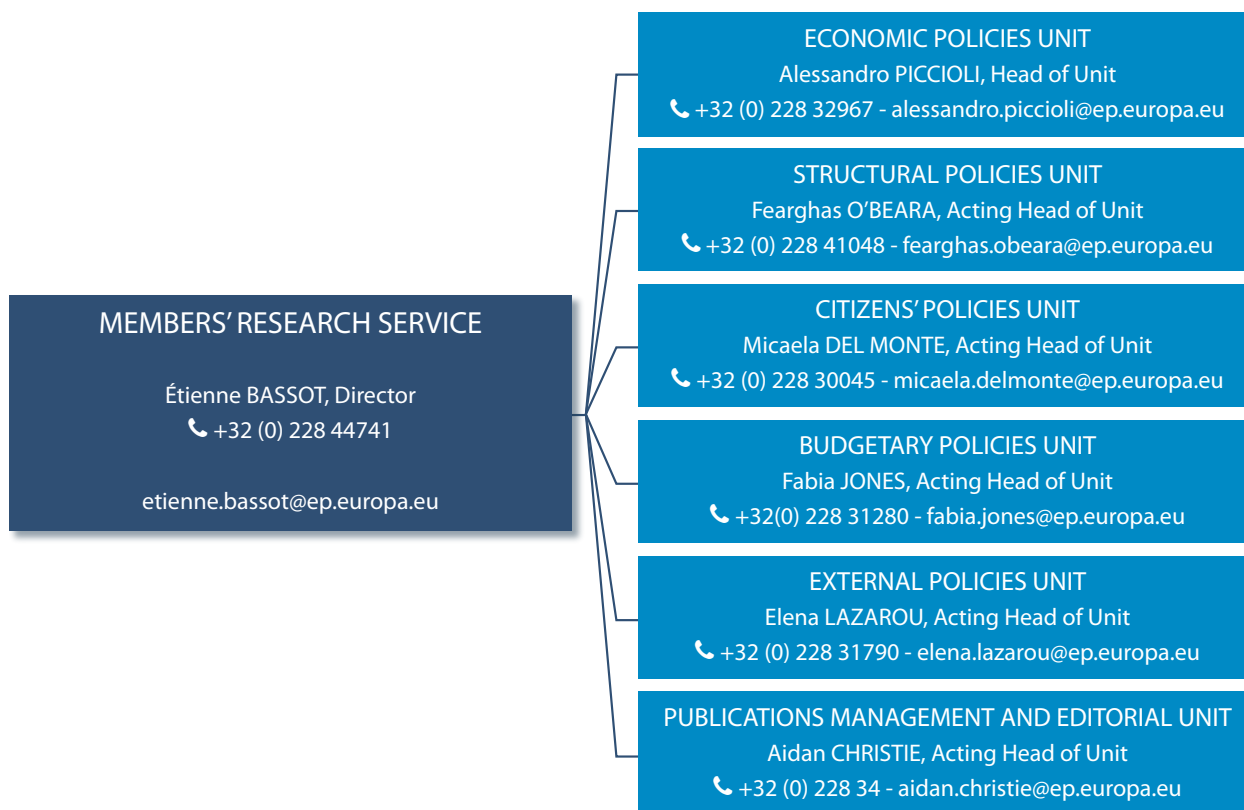 MEMBERS' RESEARCH SERVICE
Étienne BASSOT, Director
+32 (0) 228 44741
etienne.bassot@ep.europa.eu
ECONOMIC POLICIES UNIT
Alessandro PICCIOLI, Head of Unit
+32 (0) 228 32967 - alessandro.piccioli@ep.europa.eu
STRUCTURAL POLICIES UNIT
Fearghas O'BEARA, Acting Head of Unit
+32 (0) 228 41048 - fearghas.obeara@ep.europa.eu
CITIZENS' POLICIES UNIT
Micaela DEL MONTE, Acting Head of Unit
+32 (0) 228 30045 - micaela.delmonte@ep.europa.eu
BUDGETARY POLICIES UNIT
Fabia JONES, Acting Head of Unit
+32(0) 228 31280 - fabia.jones@ep.europa.eu
EXTERNAL POLICIES UNIT
Elena LAZAROU, Acting Head of Unit
+32 (0) 228 31790 - elena.lazarou@ep.europa.eu
PUBLICATIONS MANAGEMENT AND EDITORIAL UNIT
Aidan CHRISTIE, Acting Head of Unit
+32 (0) 228 34 - aidan.christie@ep.europa.eu